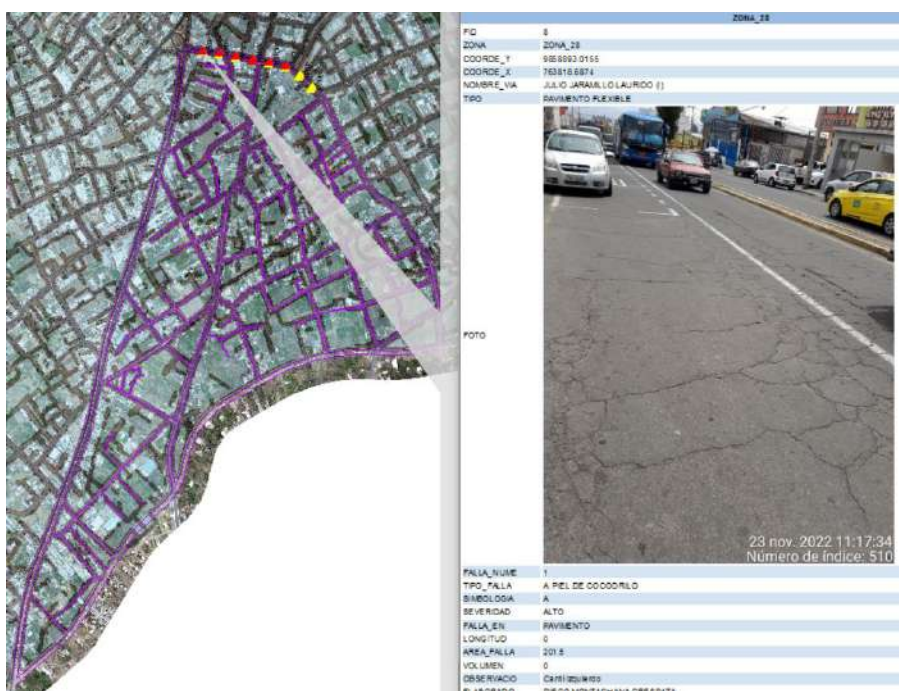 ZONA_28
FID 8
ZONA ZONA_28
COORDE_Y 9858893.0155
COORDE_X 763818.6874
NOMBRE_VIA JULIO JARAMILLO LAURIDO (I)
TIPO PAVIMENTO FLEXIBLE
FOTO
23 nov. 2022 11:17:34
Número de índice: 510
FALLA_NUME 1
TIPO_FALLA A. PIEL DE COCODRILO
SIMBOLOGIA A
SEVERIDAD ALTO
FALLA_EN PAVIMENTO
LONGITUD 0
AREA_FALLA 201.5
VOLUMEN 0
OBSERVACIO Carril Izquierdo